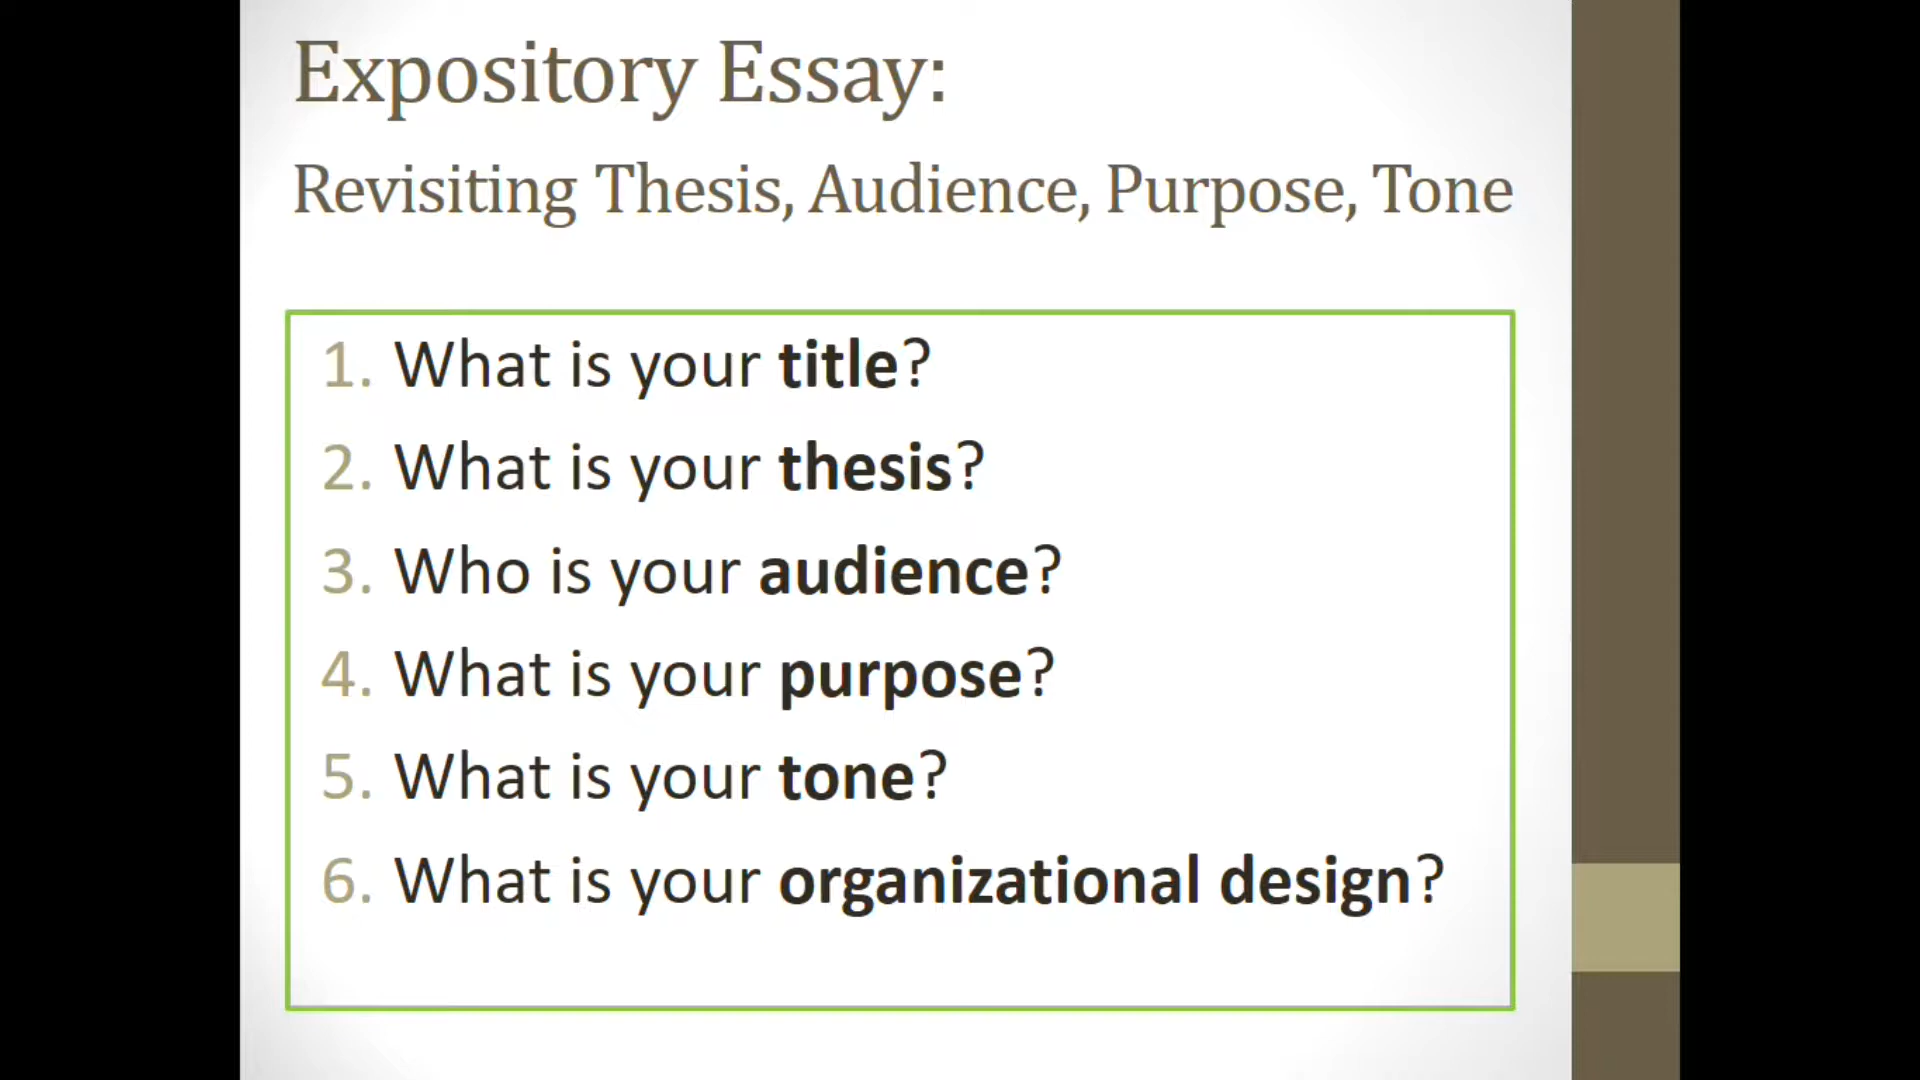 Expository Essay:
Revisiting Thesis, Audience, Purpose, Tone
1. What is your title?
2. What is your thesis?
3. Who is your audience?
4. What is your purpose?
5. What is your tone?
6. What is your organizational design?